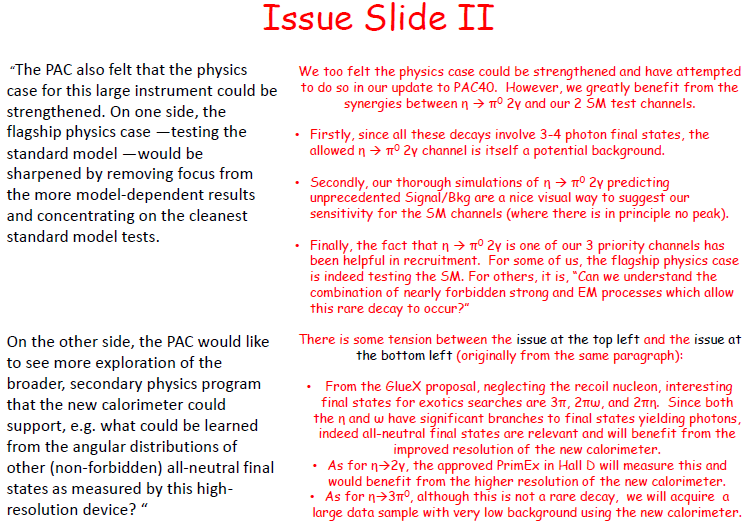 Issue Slide II
“The PAC also felt that the physics
case for this large instrument could be
strengthened. On one side, the
flagship physics case —testing the
standard model —would be
sharpened by removing focus from
the more model-dependent results
and concentrating on the cleanest
standard model tests.
We too felt the physics case could be strengthened and have attempted
to do so in our update to PAC40.  However, we greatly benefit from the
synergies between η → π⁰ 2γ and our 2 SM test channels.
• Firstly, since all these decays involve 3-4 photon final states, the
allowed η → π⁰ 2γ channel is itself a potential background.
• Secondly, our thorough simulations of η → π⁰ 2γ predicting
unprecedented Signal/Bkg are a nice visual way to suggest our
sensitivity for the SM channels (where there is in principle no peak).
• Finally, the fact that η → π⁰ 2γ is one of our 3 priority channels has
been helpful in recruitment.  For some of us, the flagship physics case
is indeed testing the SM. For others, it is, “Can we understand the
combination of nearly forbidden strong and EM processes which allow
this rare decay to occur?”
On the other side, the PAC would like
to see more exploration of the
broader, secondary physics program
that the new calorimeter could
support, e.g. what could be learned
from the angular distributions of
other (non-forbidden) all-neutral final
states as measured by this high-
resolution device? “
There is some tension between the issue at the top left and the issue at
the bottom left (originally from the same paragraph):
• From the GlueX proposal, neglecting the recoil nucleon, interesting
final states for exotics searches are 3π, 2πω, and 2πη.  Since both
the η and ω have significant branches to final states yielding photons,
indeed all-neutral final states are relevant and will benefit from the
improved resolution of the new calorimeter.
• As for η→2γ, the approved PrimEx in Hall D will measure this and
would benefit from the higher resolution of the new calorimeter.
• As for η→3π⁰, although this is not a rare decay,  we will acquire  a
large data sample with very low background using the new calorimeter.